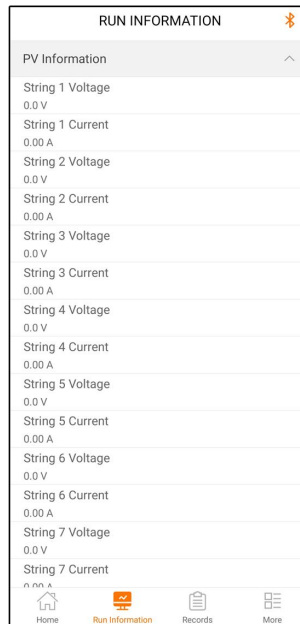 RUN INFORMATION
PV Information
String 1 Voltage
0.0 V
String 1 Current
0.00 A
String 2 Voltage
0.0 V
String 2 Current
0.00 A
String 3 Voltage
0.0 V
String 3 Current
0.00 A
String 4 Voltage
0.0 V
String 4 Current
0.00 A
String 5 Voltage
0.0 V
String 5 Current
0.00 A
String 6 Voltage
0.0 V
String 6 Current
0.00 A
String 7 Voltage
0.0 V
String 7 Current
0.00 A
Home Run Information Records More